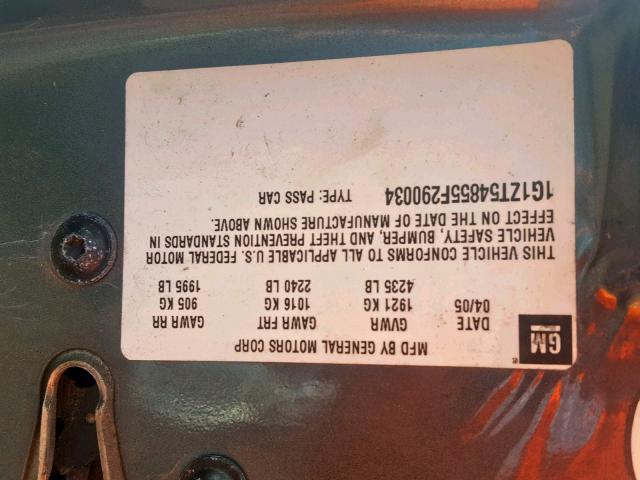 GM
MFD BY GENERAL MOTORS CORP
DATE GVWR GAWR FRT GAWR RR
04/05 1921 KG 1016 KG 905 KG
4235 LB 2240 LB 1995 LB
THIS VEHICLE CONFORMS TO ALL APPLICABLE U.S. FEDERAL MOTOR
VEHICLE SAFETY, BUMPER, AND THEFT PREVENTION STANDARDS IN
EFFECT ON THE DATE OF MANUFACTURE SHOWN ABOVE.
1G1ZT54855F290034 TYPE: PASS CAR